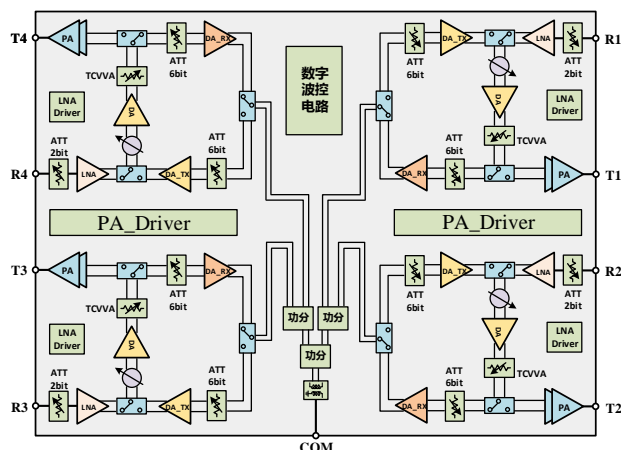 T4
PA
ATT
6bit
DA_RX
TCVVA
LNA
Driver
DA
ATT
2bit
ATT
6bit
R4
LNA
DA_TX
PA_Driver
T3
PA
ATT
6bit
DA_RX
TCVVA
LNA
Driver
DA
ATT
2bit
ATT
6bit
R3
LNA
DA_TX
数字
波控
电路
功分
功分
功分
COM
ATT
6bit
DA_TX
LNA
ATT
2bit
R1
DA
LNA
Driver
TCVVA
ATT
6bit
DA_RX
PA
T1
PA_Driver
ATT
6bit
DA_TX
LNA
ATT
2bit
R2
DA
LNA
Driver
TCVVA
ATT
6bit
DA_RX
PA
T2